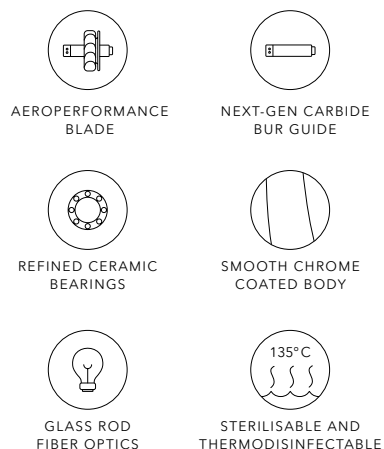 AEROPERFORMANCE
BLADE
NEXT-GEN CARBIDE
BUR GUIDE
REFINED CERAMIC
BEARINGS
SMOOTH CHROME
COATED BODY
GLASS ROD
FIBER OPTICS
135°C
STERILISABLE AND
THERMODISINFECTABLE